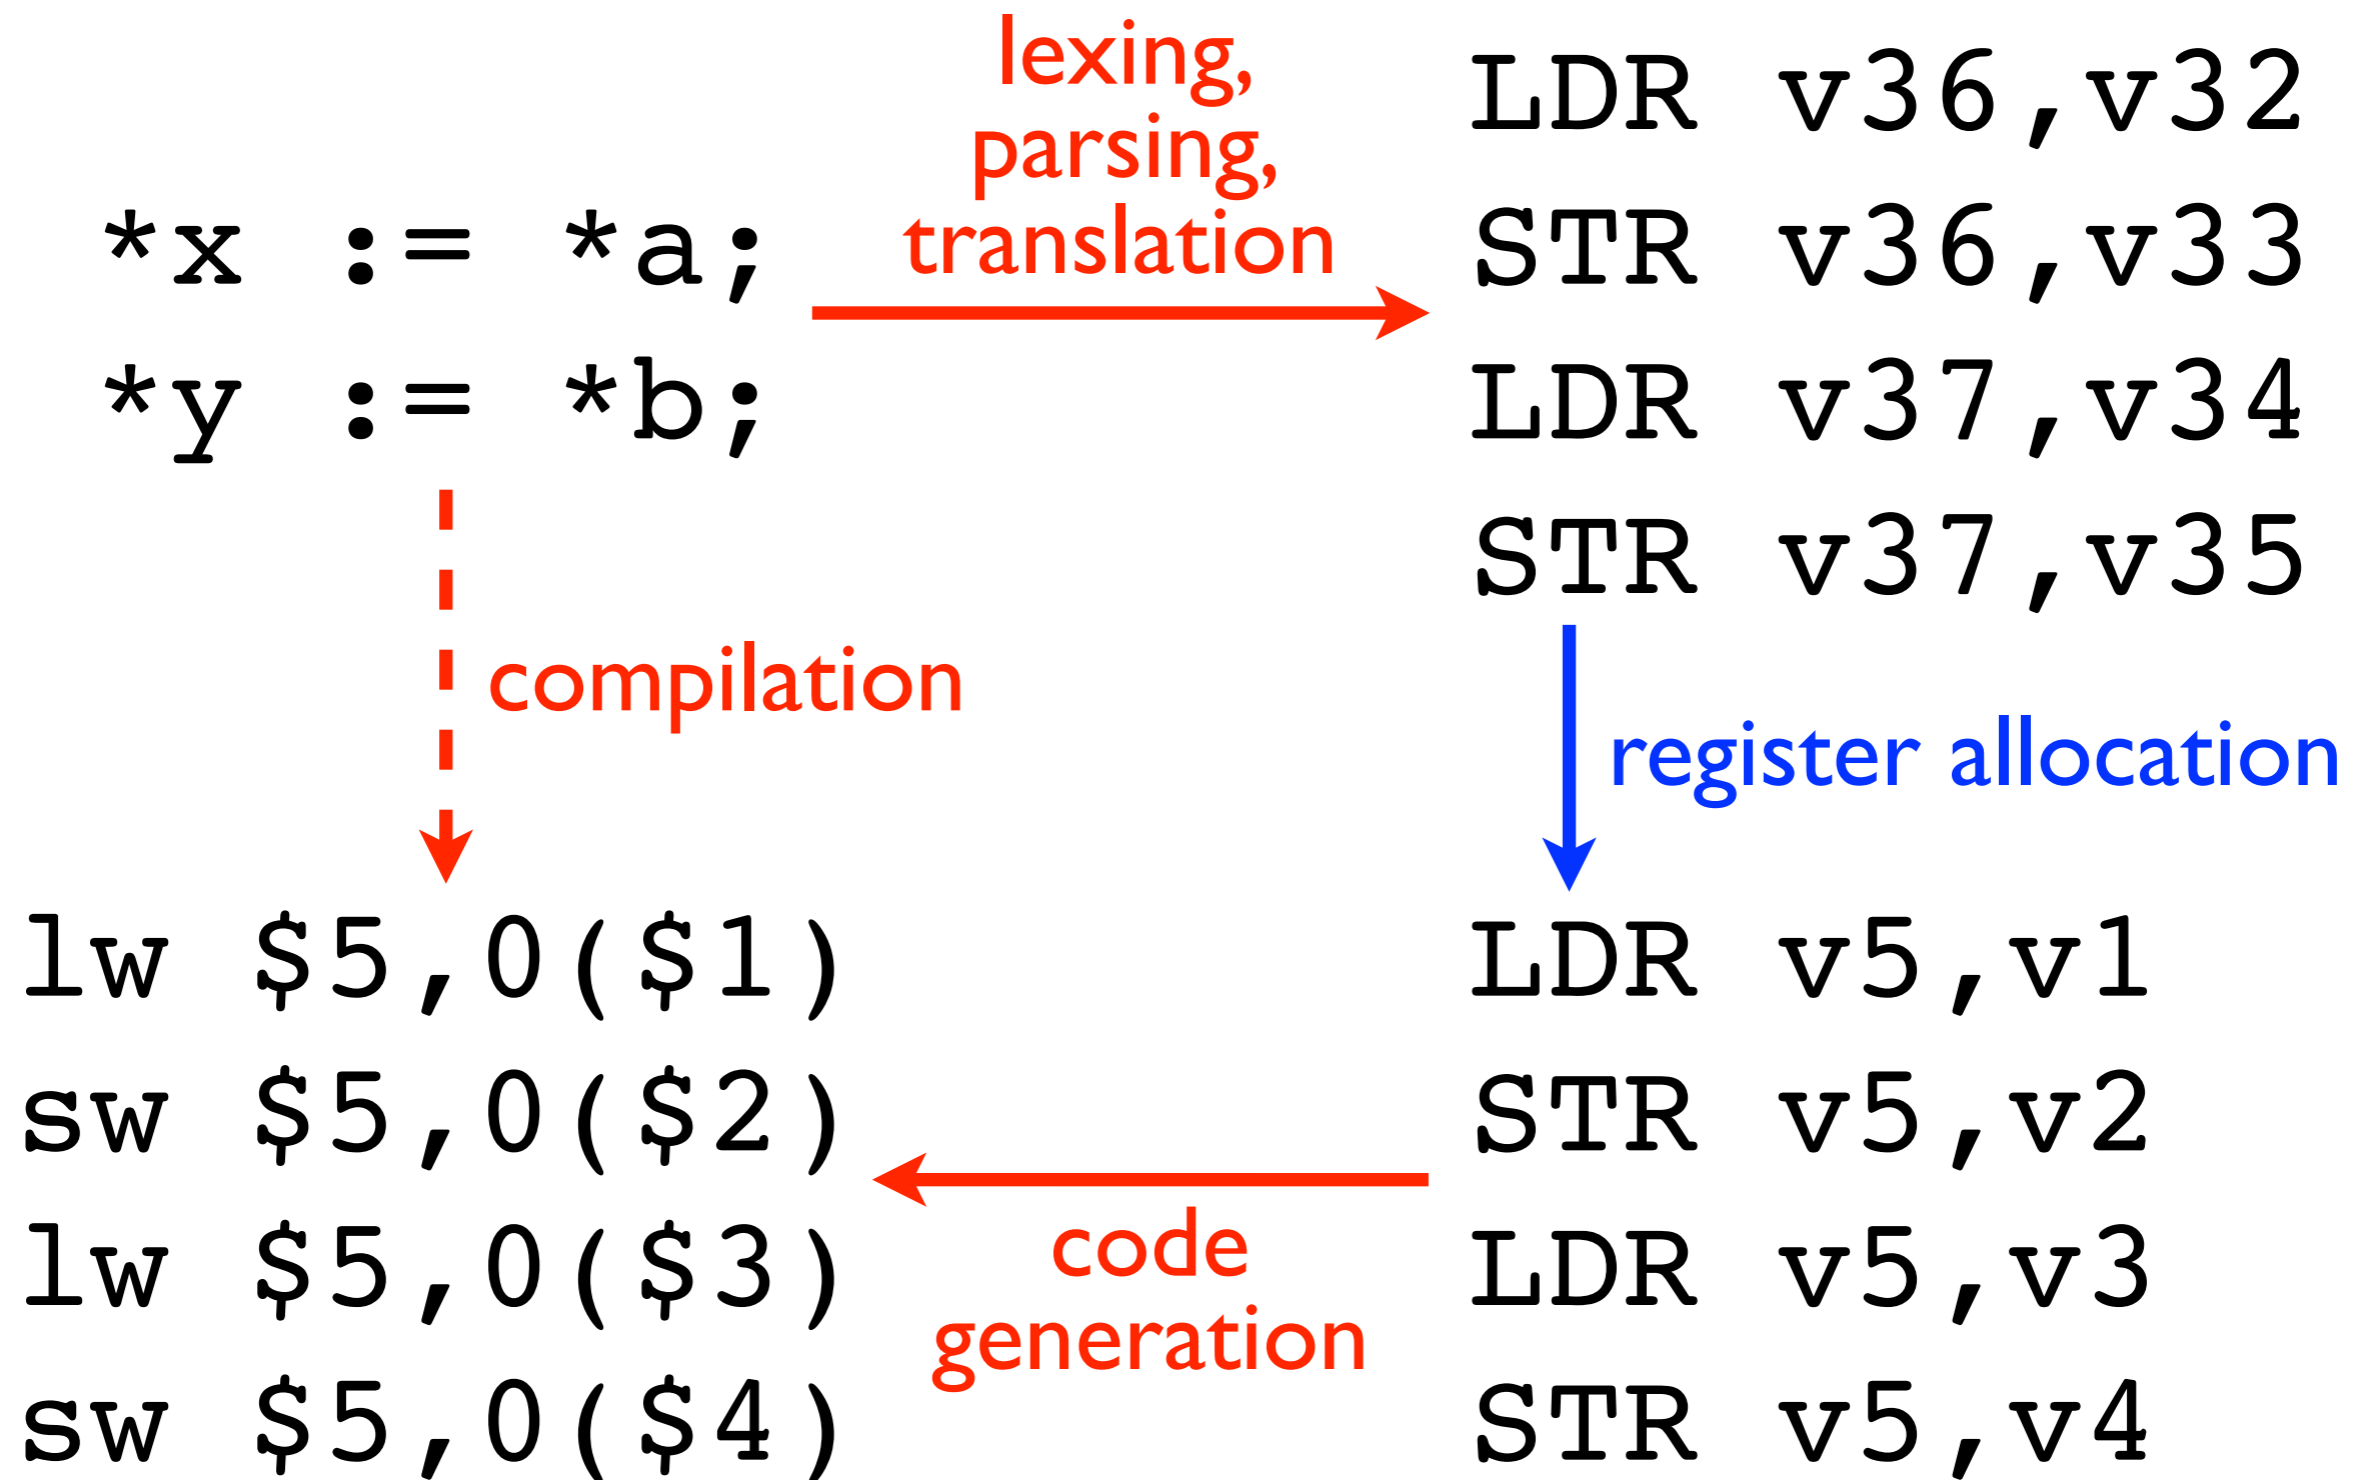 *x := *a;
*y := *b;
lexing,
parsing,
translation
LDR v36,v32
STR v36,v33
LDR v37,v34
STR v37,v35
compilation
register allocation
lw $5,0($1)
sw $5,0($2)
lw $5,0($3)
sw $5,0($4)
code
generation
LDR v5,v1
STR v5,v2
LDR v5,v3
STR v5,v4